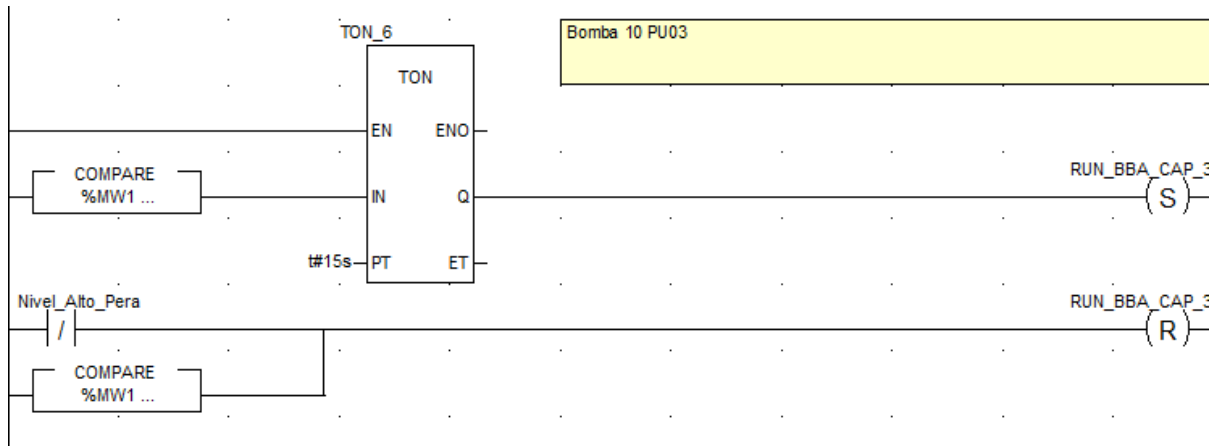 TON_6
Bomba 10 PU03
TON
EN ENO
COMPARE
%MW1 ...
IN Q
RUN_BBA_CAP_3
S
t#15s PT ET
Nivel_Alto_Pera
/
RUN_BBA_CAP_3
R
COMPARE
%MW1 ...